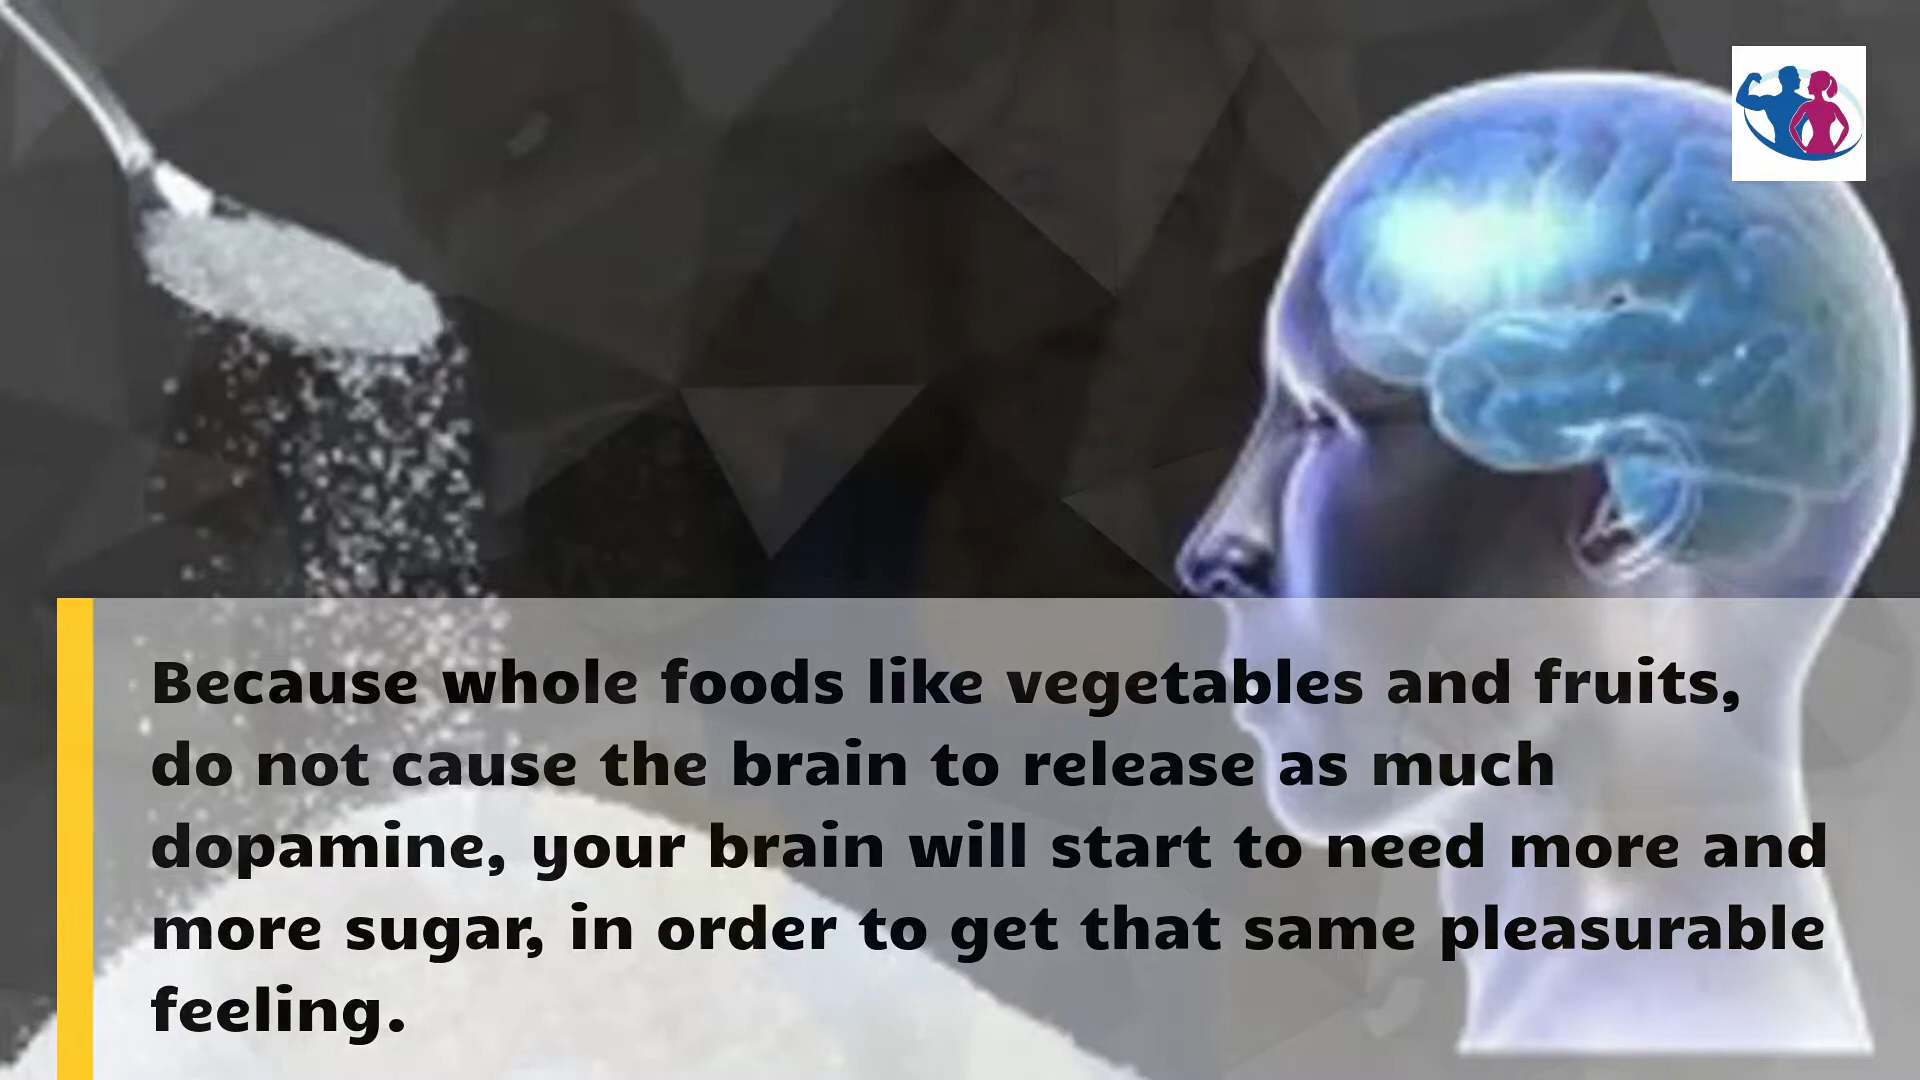 Because whole foods like vegetables and fruits,
do not cause the brain to release as much
dopamine, your brain will start to need more and
more sugar, in order to get that same pleasurable
feeling.